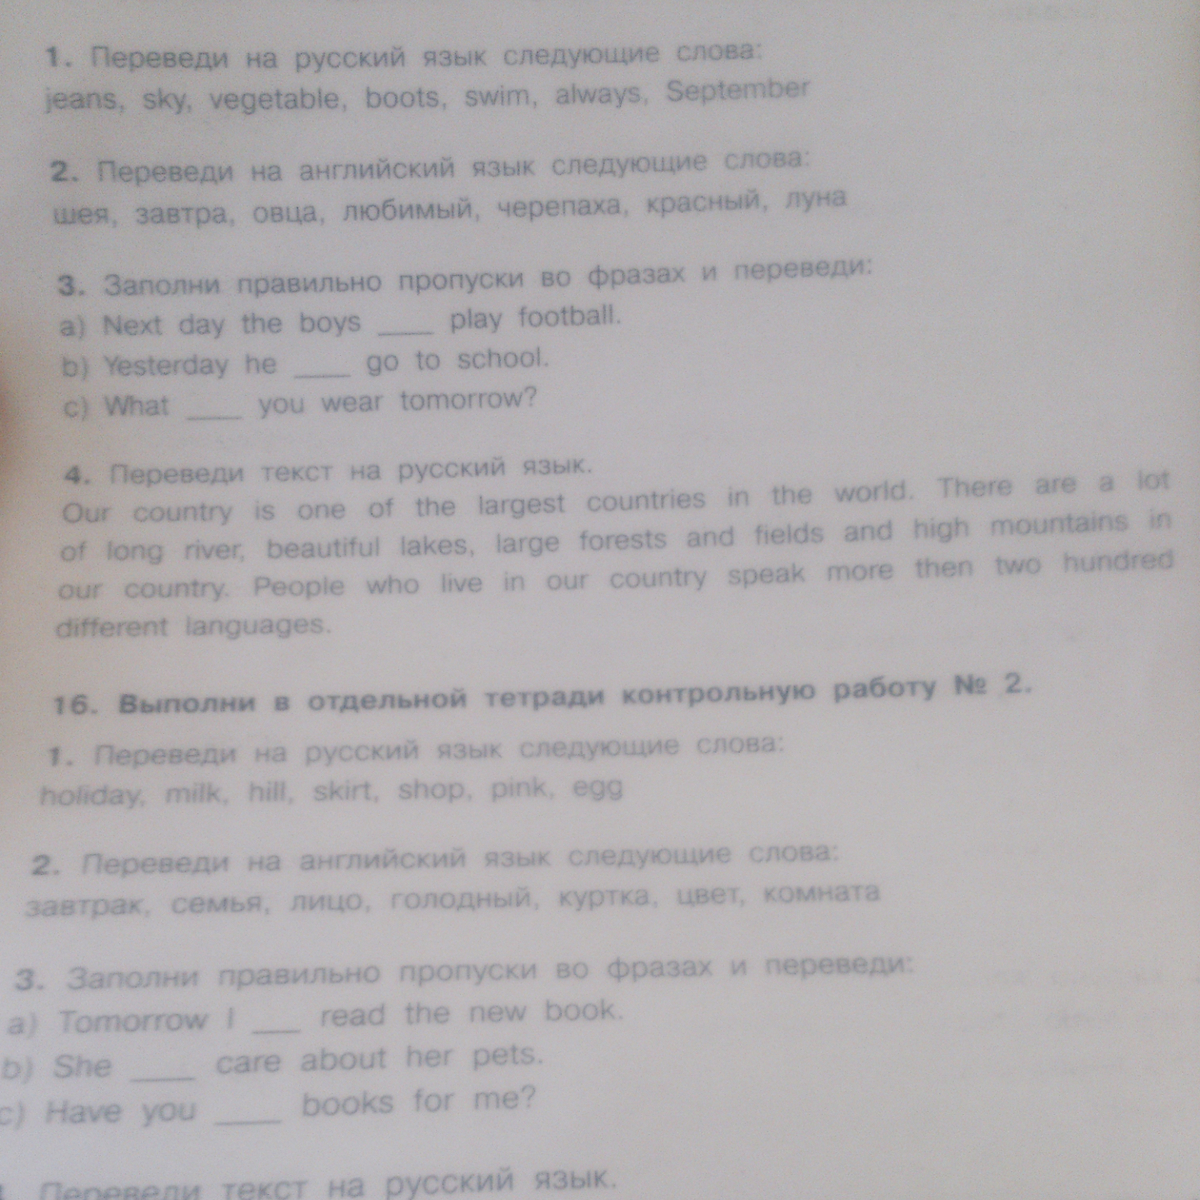 1. Переведи на русский язык следующие слова:
jeans, sky, vegetable, boots, swim, always, September
2. Переведи на английский язык следующие слова:
шея, завтра, овца, любимый, черепаха, красный, луна
3. Заполни правильно пропуски во фразах и переведи:
a) Next day the boys ____ play football.
b) Yesterday he ____ go to school.
c) What ____ you wear tomorrow?
4. Переведи текст на русский язык.
Our country is one of the largest countries in the world. There are a lot
of long river, beautiful lakes, large forests and fields and high mountains in
our country. People who live in our country speak more then two hundred
different languages.
16. Выполни в отдельной тетради контрольную работу № 2.
1. Переведи на русский язык следующие слова:
holiday, milk, hill, skirt, shop, pink, egg
2. Переведи на английский язык следующие слова:
завтрак, семья, лицо, голодный, куртка, цвет, комната
3. Заполни правильно пропуски во фразах и переведи:
a) Tomorrow I ____ read the new book.
b) She ____ care about her pets.
c) Have you ____ books for me?
Переведи текст на русский язык.